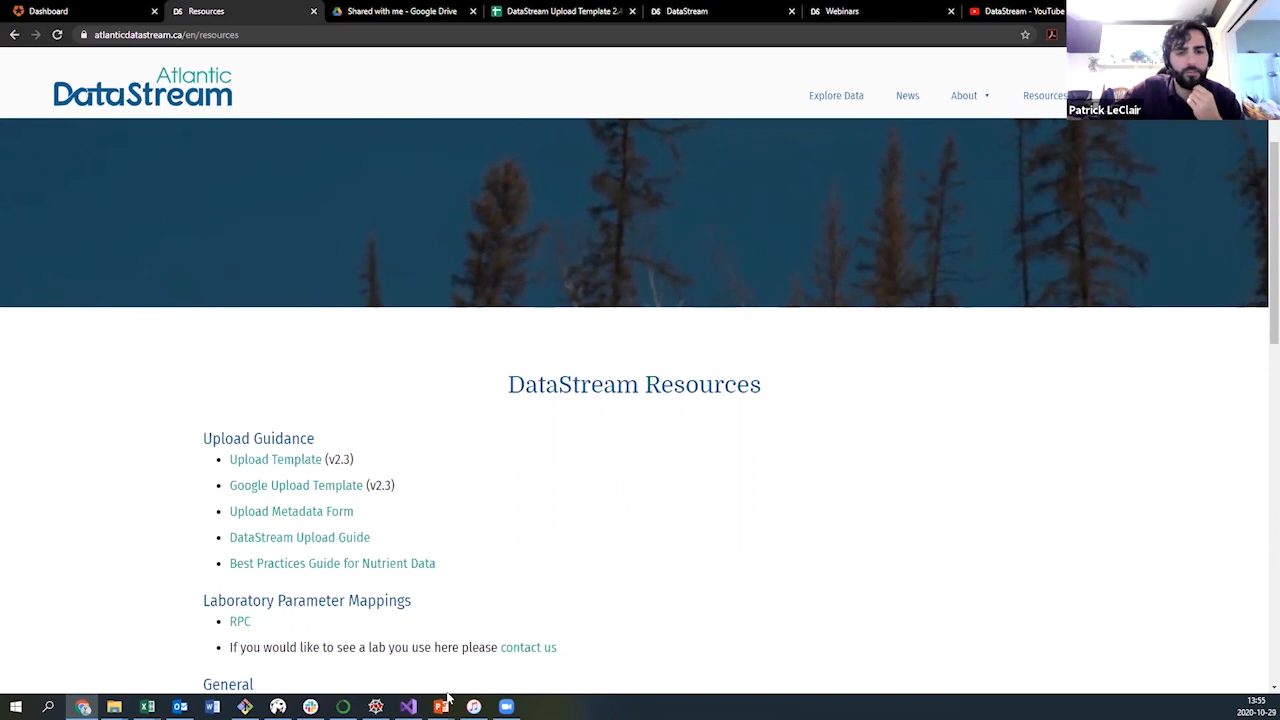 Dashboard
Resources
Shared with me - Google Drive
DataStream Upload Template 2.
DataStream
Webinars
DataStream - YouTube
atlanticdatastream.ca/en/resources
Atlantic
DataStream
Explore Data
News
About
Resources
Patrick LeClair
DataStream Resources
Upload Guidance
Upload Template (v2.3)
Google Upload Template (v2.3)
Upload Metadata Form
DataStream Upload Guide
Best Practices Guide for Nutrient Data
Laboratory Parameter Mappings
RPC
If you would like to see a lab you use here please contact us
General
13:55
2020-10-29